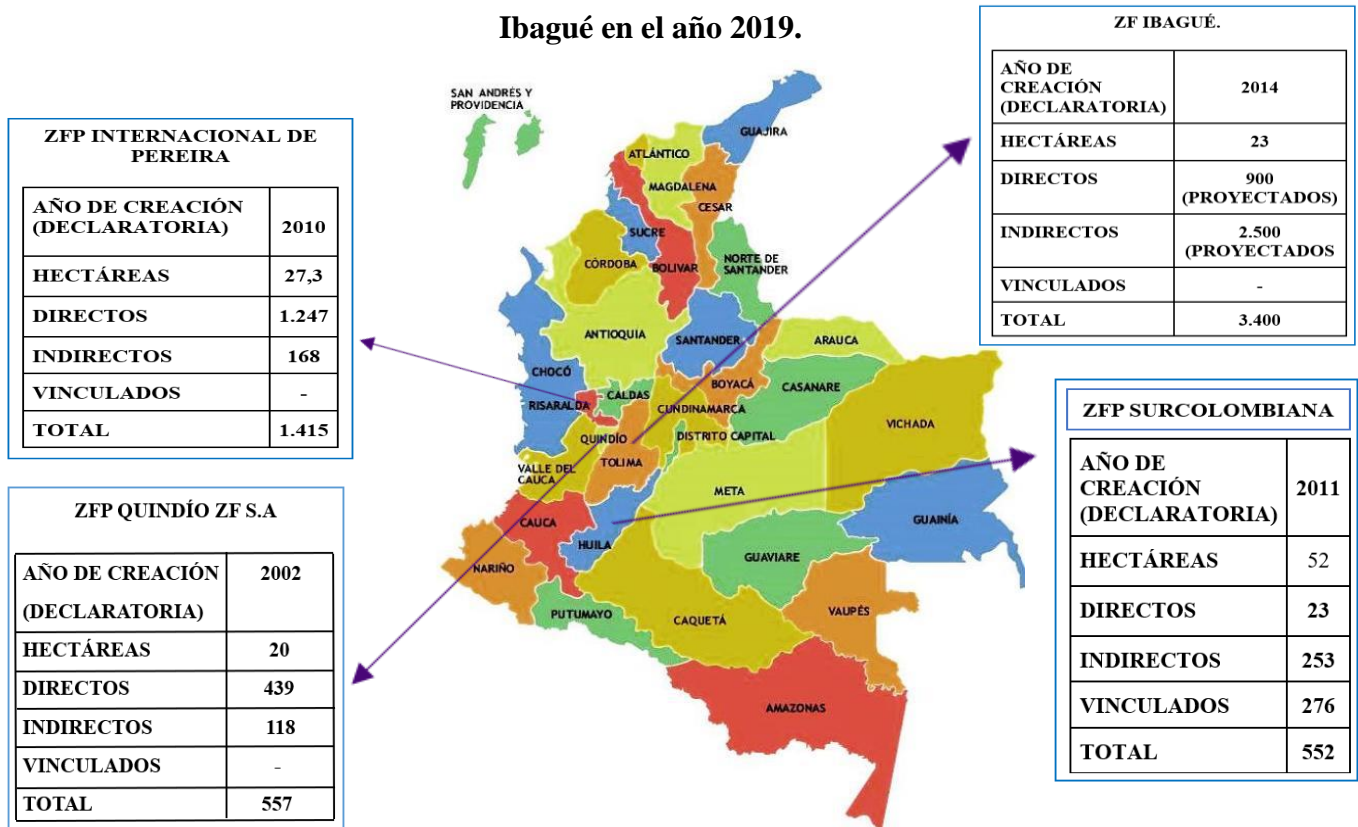 Ibagué en el año 2019.
ZF IBAGUÉ.
AÑO DE
CREACIÓN
(DECLARATORIA)
2014
HECTÁREAS
23
DIRECTOS
900
(PROYECTADOS)
INDIRECTOS
2.500
(PROYECTADOS
VINCULADOS
-
TOTAL
3.400
ZFP INTERNACIONAL DE
PEREIRA
AÑO DE CREACIÓN
(DECLARATORIA)
2010
HECTÁREAS
27,3
DIRECTOS
1.247
INDIRECTOS
168
VINCULADOS
-
TOTAL
1.415
ZFP QUINDÍO ZF S.A
AÑO DE CREACIÓN
(DECLARATORIA)
2002
HECTÁREAS
20
DIRECTOS
439
INDIRECTOS
118
VINCULADOS
-
TOTAL
557
SAN ANDRÉS Y
PROVIDENCIA
GUAJIRA
ATLÁNTICO
MAGDALENA
CESAR
SUCRE
CÓRDOBA
BOLIVAR
NORTE DE
SANTANDER
ANTIOQUIA
SANTANDER
ARAUCA
CHOCÓ
BOYACÁ
CASANARE
RISARALDA
CALDAS
CUNDINAMARCA
VICHADA
QUINDÍO
DISTRITO CAPITAL
VALLE DEL
CAUCA
TOLIMA
META
CAUCA
GUAINÍA
HUILA
GUAVIARE
NARIÑO
PUTUMAYO
CAQUETÁ
VAUPÉS
AMAZONAS
ZFP SURCOLOMBIANA
AÑO DE
CREACIÓN
(DECLARATORIA)
2011
HECTÁREAS
52
DIRECTOS
23
INDIRECTOS
253
VINCULADOS
276
TOTAL
552